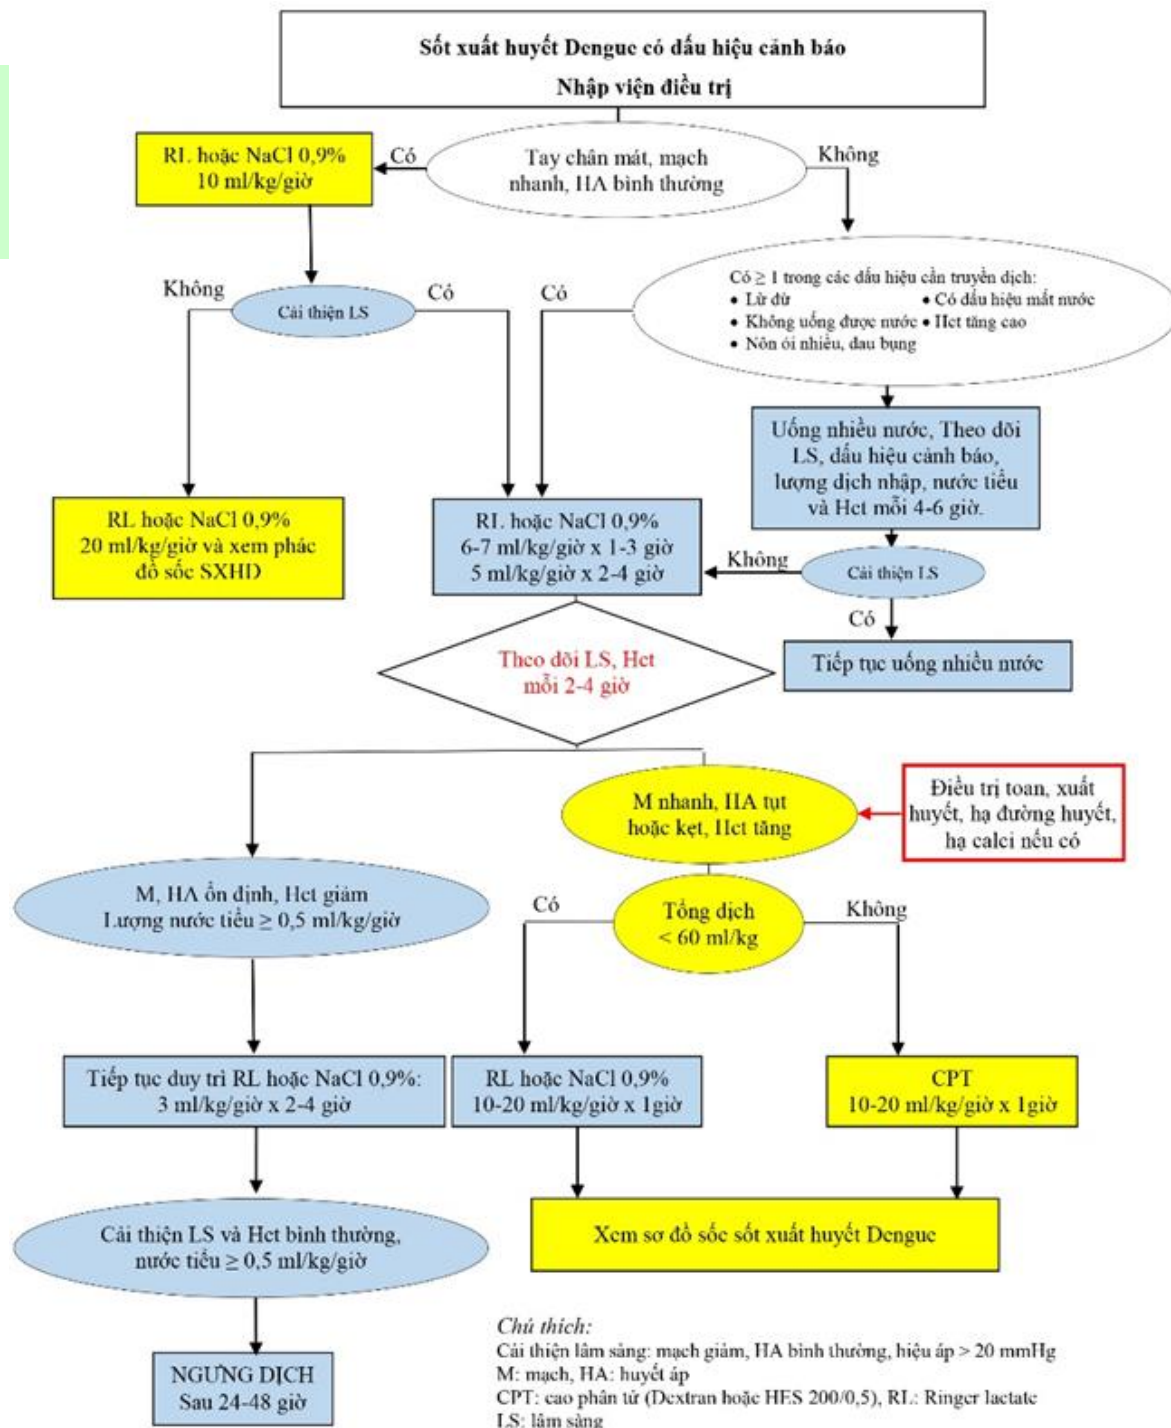 Sốt xuất huyết Dengue có dấu hiệu cảnh báo
Nhập viện điều trị
RL hoặc NaCl 0,9%
10 ml/kg/giờ
Có
Tay chân mát, mạch
nhanh, HA bình thường
Không
Không
Cải thiện LS
Có
Có
Có ≥ 1 trong các dấu hiệu cần truyền dịch:
• Lừ đừ
• Có dấu hiệu mất nước
• Không uống được nước
• Hct tăng cao
• Nôn ói nhiều, đau bụng
Uống nhiều nước, Theo dõi
LS, dấu hiệu cảnh báo,
lượng dịch nhập, nước tiểu
và Hct mỗi 4-6 giờ.
RL hoặc NaCl 0,9%
20 ml/kg/giờ và xem phác
đồ sốc SXHD
RL hoặc NaCl 0,9%
6-7 ml/kg/giờ x 1-3 giờ
5 ml/kg/giờ x 2-4 giờ
Không
Cải thiện LS
Có
Tiếp tục uống nhiều nước
Theo dõi LS, Hct
mỗi 2-4 giờ
M nhanh, HA tụt
hoặc kẹt, Hct tăng
Điều trị toan, xuất
huyết, hạ đường huyết,
hạ calci nếu có
M, HA ổn định, Hct giảm
Lượng nước tiểu ≥ 0,5 ml/kg/giờ
Có
Tổng dịch
< 60 ml/kg
Không
Tiếp tục duy trì RL hoặc NaCl 0,9%:
3 ml/kg/giờ x 2-4 giờ
RL hoặc NaCl 0,9%
10-20 ml/kg/giờ x 1giờ
CPT
10-20 ml/kg/giờ x 1giờ
Cải thiện LS và Hct bình thường,
nước tiểu ≥ 0,5 ml/kg/giờ
Xem sơ đồ sốc sốt xuất huyết Dengue
NGƯNG DỊCH
Sau 24-48 giờ
Chú thích:
Cải thiện lâm sàng: mạch giảm, HA bình thường, hiệu áp > 20 mmHg
M: mạch, HA: huyết áp
CPT: cao phân tử (Dextran hoặc HES 200/0,5), RL: Ringer lactate
LS: lâm sàng